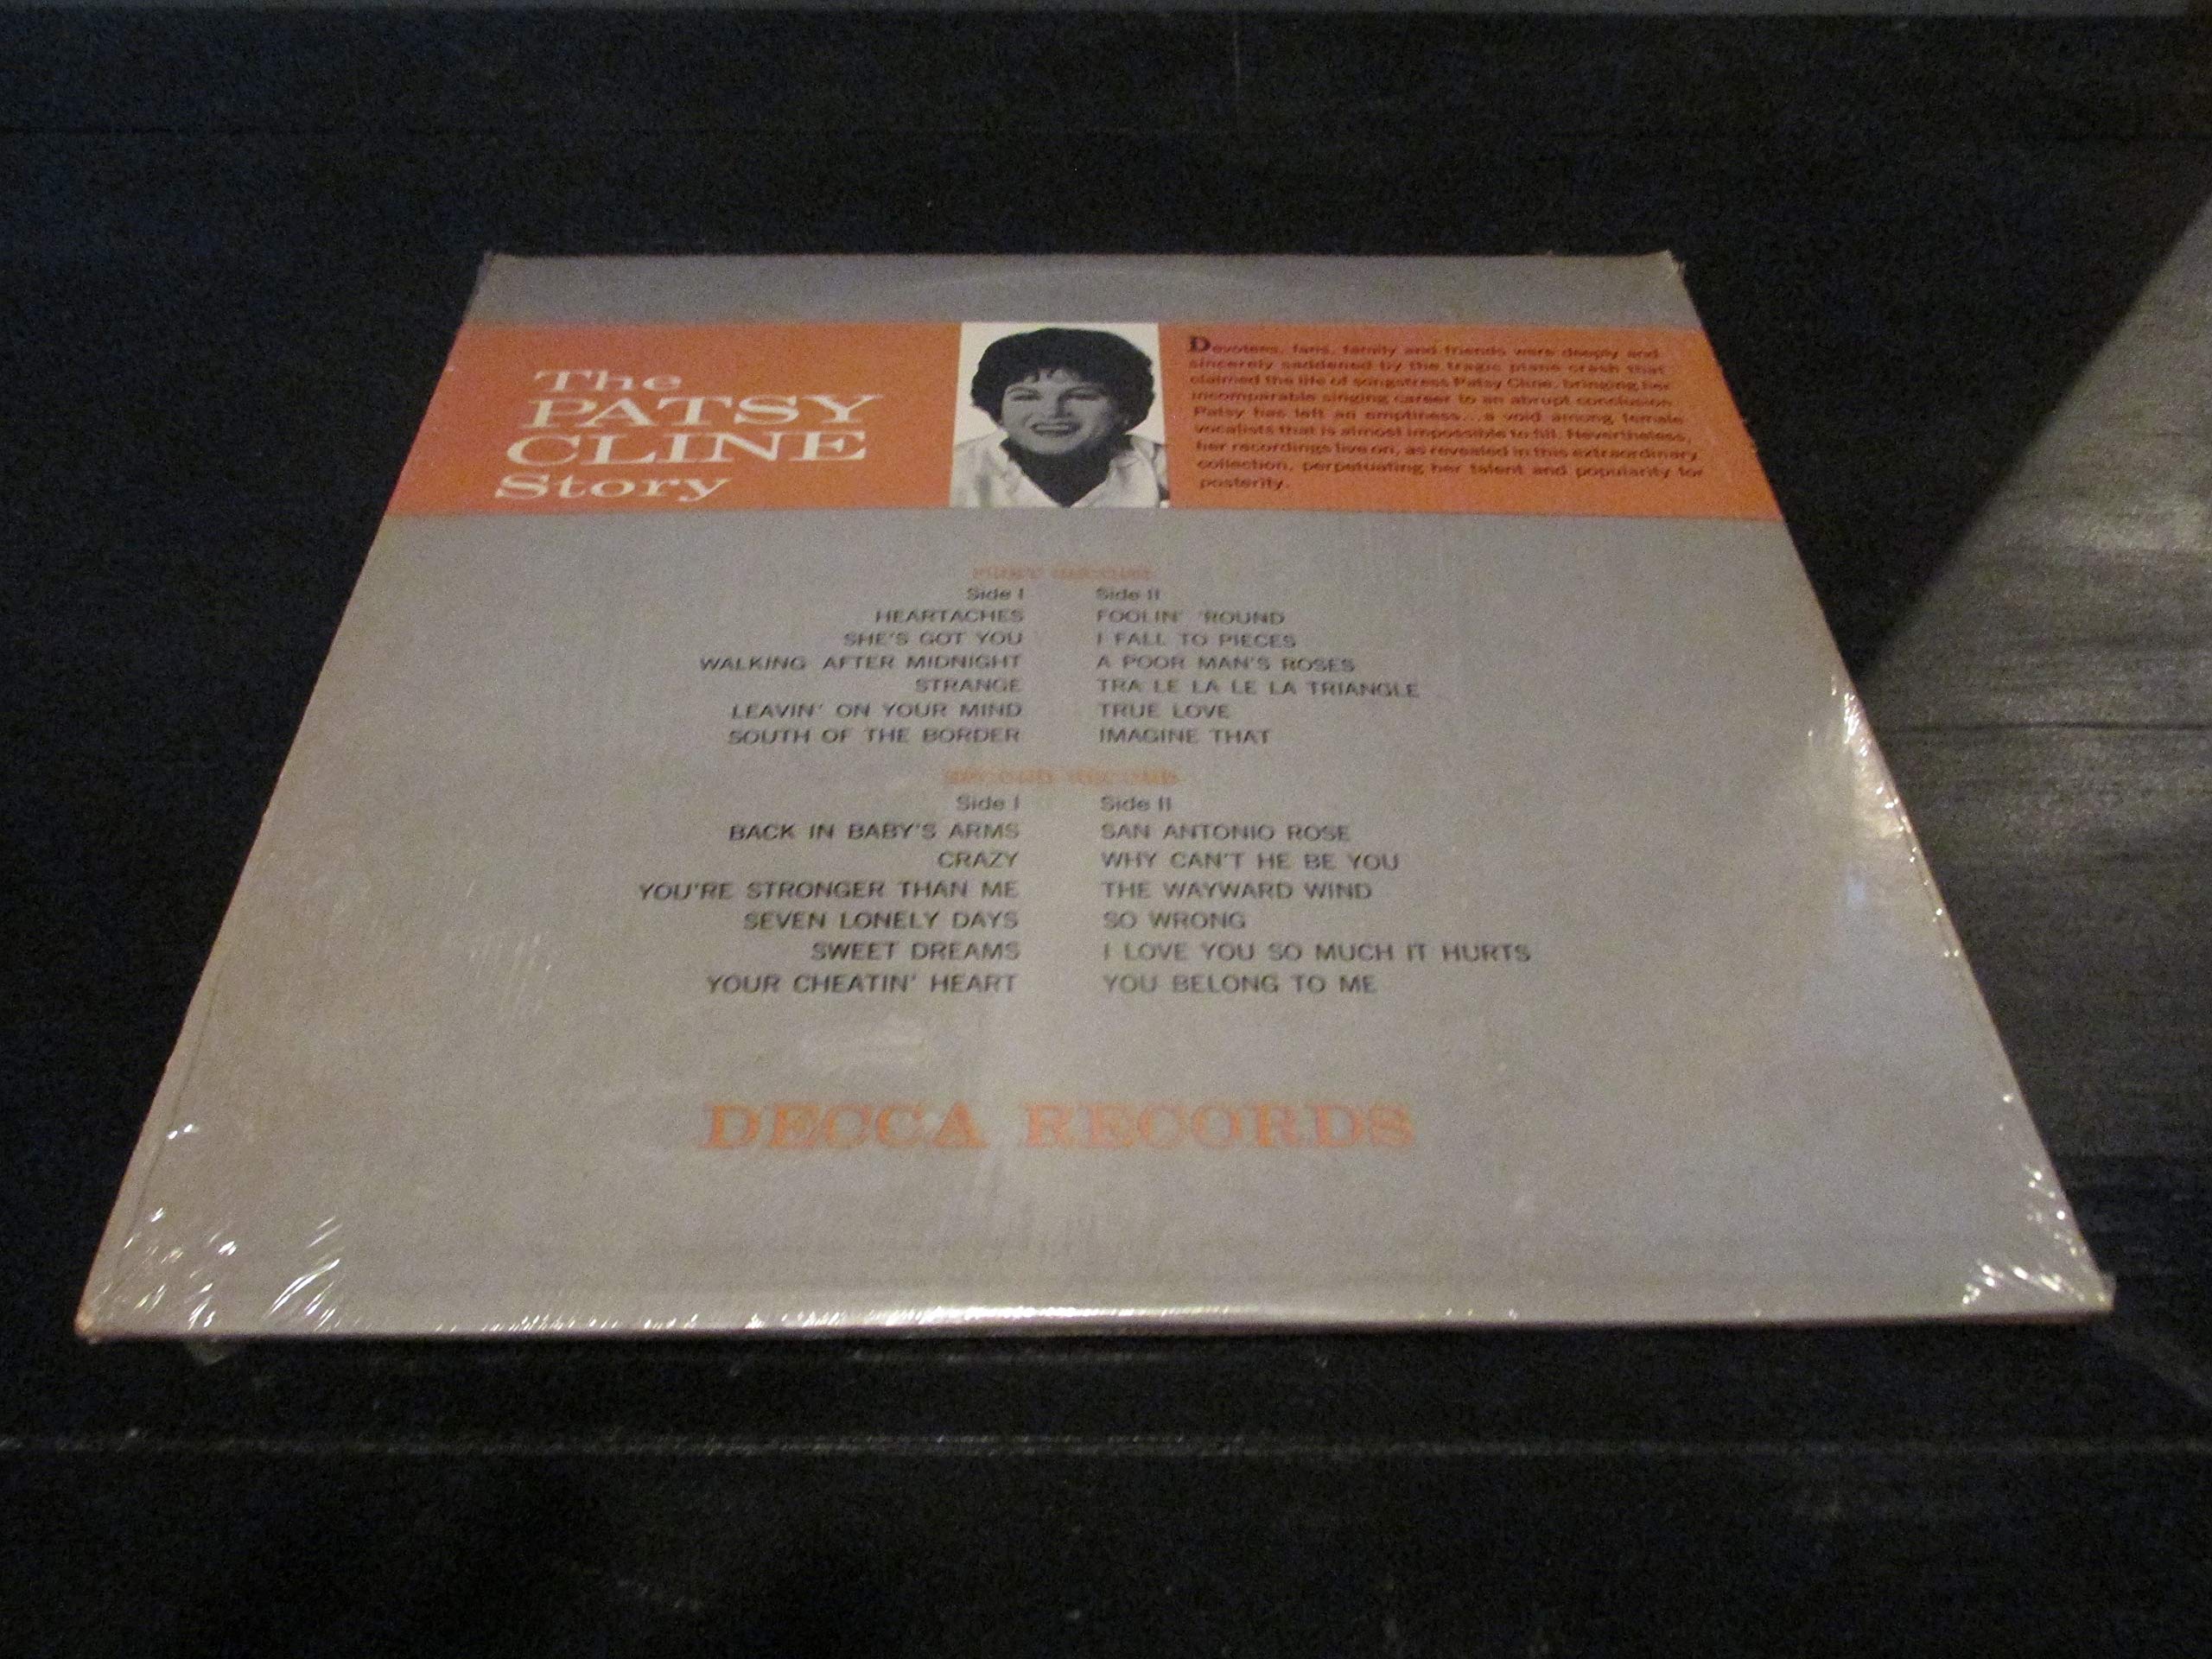 The
PATSY
CLINE
Story
Devotees, fans, family and friends were deeply and
sincerely saddened by the tragic plane crash that
claimed the life of songstress Patsy Cline, bringing her
incomparable singing career to an abrupt conclusion.
Patsy has left an emptiness...a void among female
vocalists that is almost impossible to fill. Nevertheless,
her recordings live on, as revealed in this extraordinary
collection, perpetuating her talent and popularity for
posterity.
FIRST RECORD
Side I
HEARTACHES
SHE'S GOT YOU
WALKING AFTER MIDNIGHT
STRANGE
LEAVIN' ON YOUR MIND
SOUTH OF THE BORDER
Side II
FOOLIN' 'ROUND
I FALL TO PIECES
A POOR MAN'S ROSES
TRA LE LA LE LA TRIANGLE
TRUE LOVE
IMAGINE THAT
SECOND RECORD
Side I
BACK IN BABY'S ARMS
CRAZY
YOU'RE STRONGER THAN ME
SEVEN LONELY DAYS
SWEET DREAMS
YOUR CHEATIN' HEART
Side II
SAN ANTONIO ROSE
WHY CAN'T HE BE YOU
THE WAYWARD WIND
SO WRONG
I LOVE YOU SO MUCH IT HURTS
YOU BELONG TO ME
DECCA RECORDS